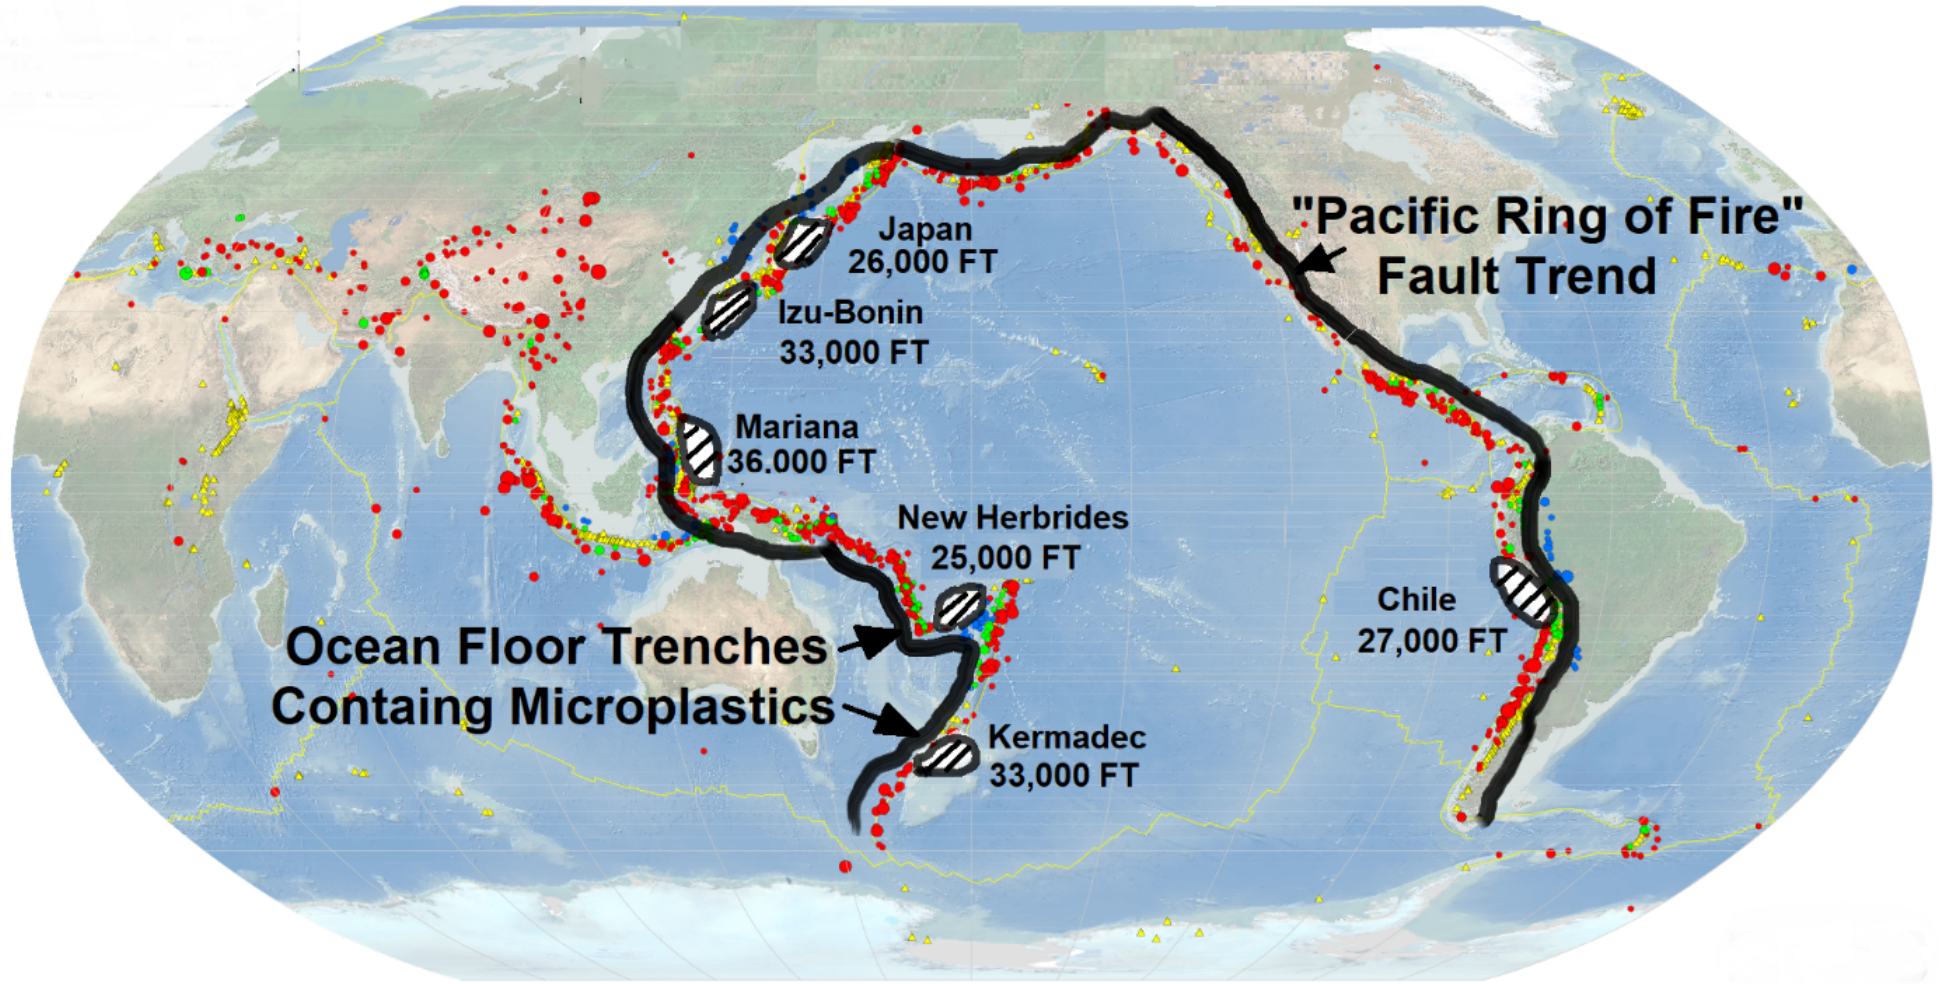 "Pacific Ring of Fire"
Fault Trend
Japan
26,000 FT
Izu-Bonin
33,000 FT
Mariana
36.000 FT
New Herbrides
25,000 FT
Chile
27,000 FT
Ocean Floor Trenches
Containg Microplastics
Kermadec
33,000 FT